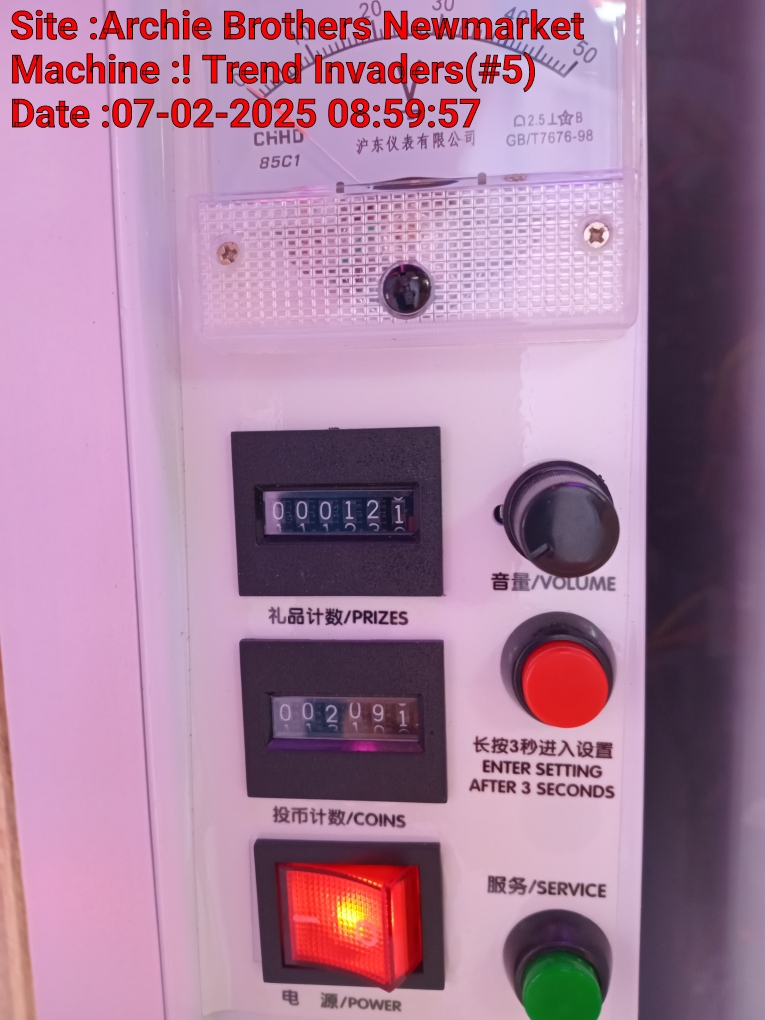 Site :Archie Brothers Newmarket
Machine :! Trend Invaders(#5)
Date :07-02-2025 08:59:57
20 30 40 50
CHHD
85C1
沪东仪表有限公司
2.5 B
GB/T7676-98
000121
礼品计数/PRIZES
音量/VOLUME
002091
投币计数/COINS
长按3秒进入设置
ENTER SETTING
AFTER 3 SECONDS
服务/SERVICE
电 源/POWER